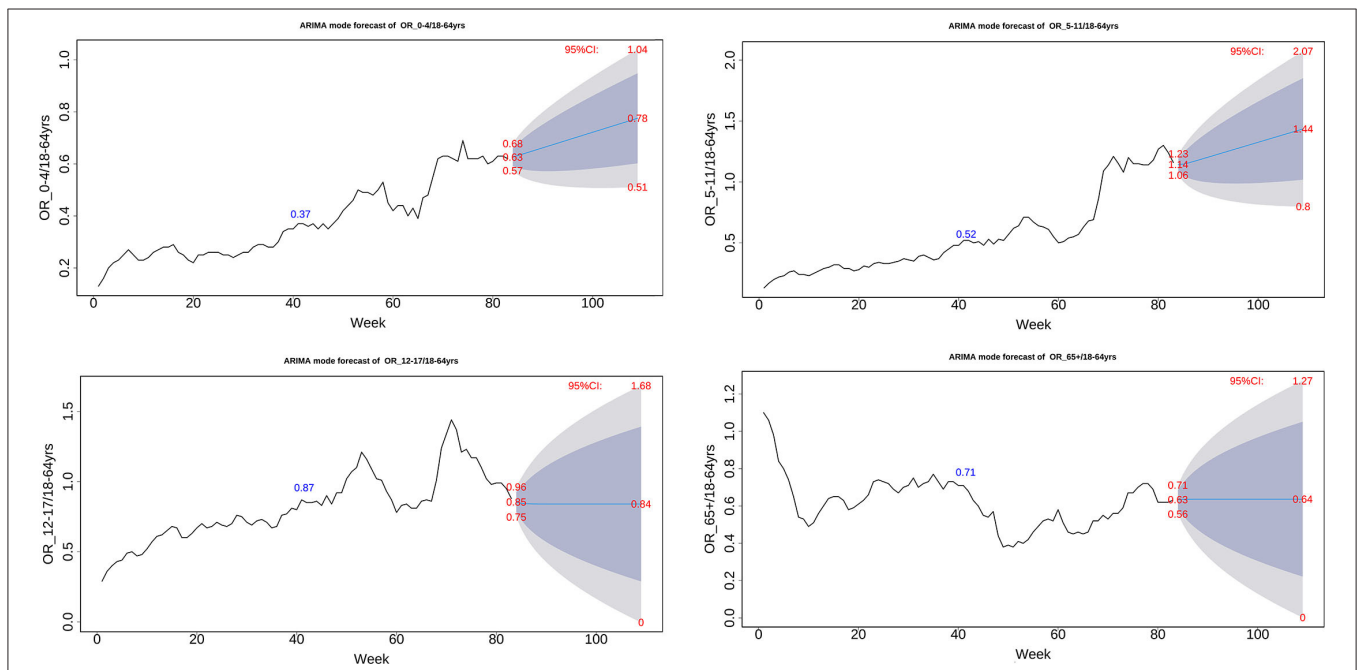 ARIMA mode forecast of OR_0-4/18-64yrs
95%CI: 1.04
1.0
0.8
0.6
0.4
0.2
OR_0-4/18-64yrs
0.37
0.68
0.63
0.57
0.78
0.51
0 20 40 60 80 100
Week
ARIMA mode forecast of OR_5-11/18-64yrs
95%CI: 2.07
2.0
1.5
1.0
0.5
OR_5-11/18-64yrs
0.52
1.23
1.14
1.06
1.44
0.8
0 20 40 60 80 100
Week
ARIMA mode forecast of OR_12-17/18-64yrs
95%CI: 1.68
1.5
1.0
0.5
0.0
OR_12-17/18-64yrs
0.87
0.96
0.85
0.75
0.84
0
0 20 40 60 80 100
Week
ARIMA mode forecast of OR_65+/18-64yrs
95%CI: 1.27
1.2
1.0
0.8
0.6
0.4
0.2
0.0
OR_65+/18-64yrs
0.71
0.71
0.63
0.56
0.64
0
0 20 40 60 80 100
Week